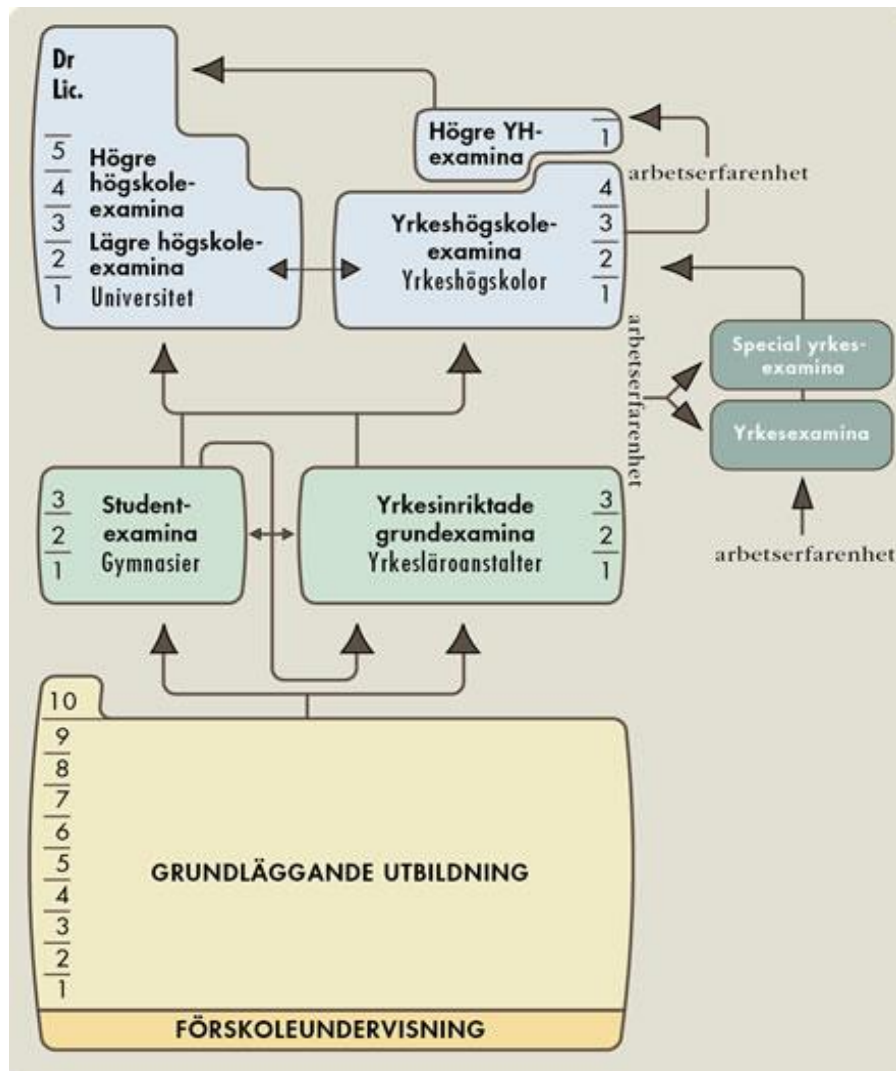 Dr
Lic.
5
4
3
2
1
Högre
högskole-
examina
Lägre högskole-
examina
Universitet
Högre YH-
examina
1
arbetserfarenhet
Yrkeshögskole-
examina
Yrkeshögskolor
4
3
2
1
arbetserfarenhet
Special yrkes-
examina
Yrkesexamina
arbetserfarenhet
3
2
1
Student-
examina
Gymnasier
Yrkesinriktade
grundexamina
Yrkesläroanstalter
3
2
1
10
9
8
7
6
5
4
3
2
1
GRUNDLÄGGANDE UTBILDNING
FÖRSKOLEUNDERVISNING